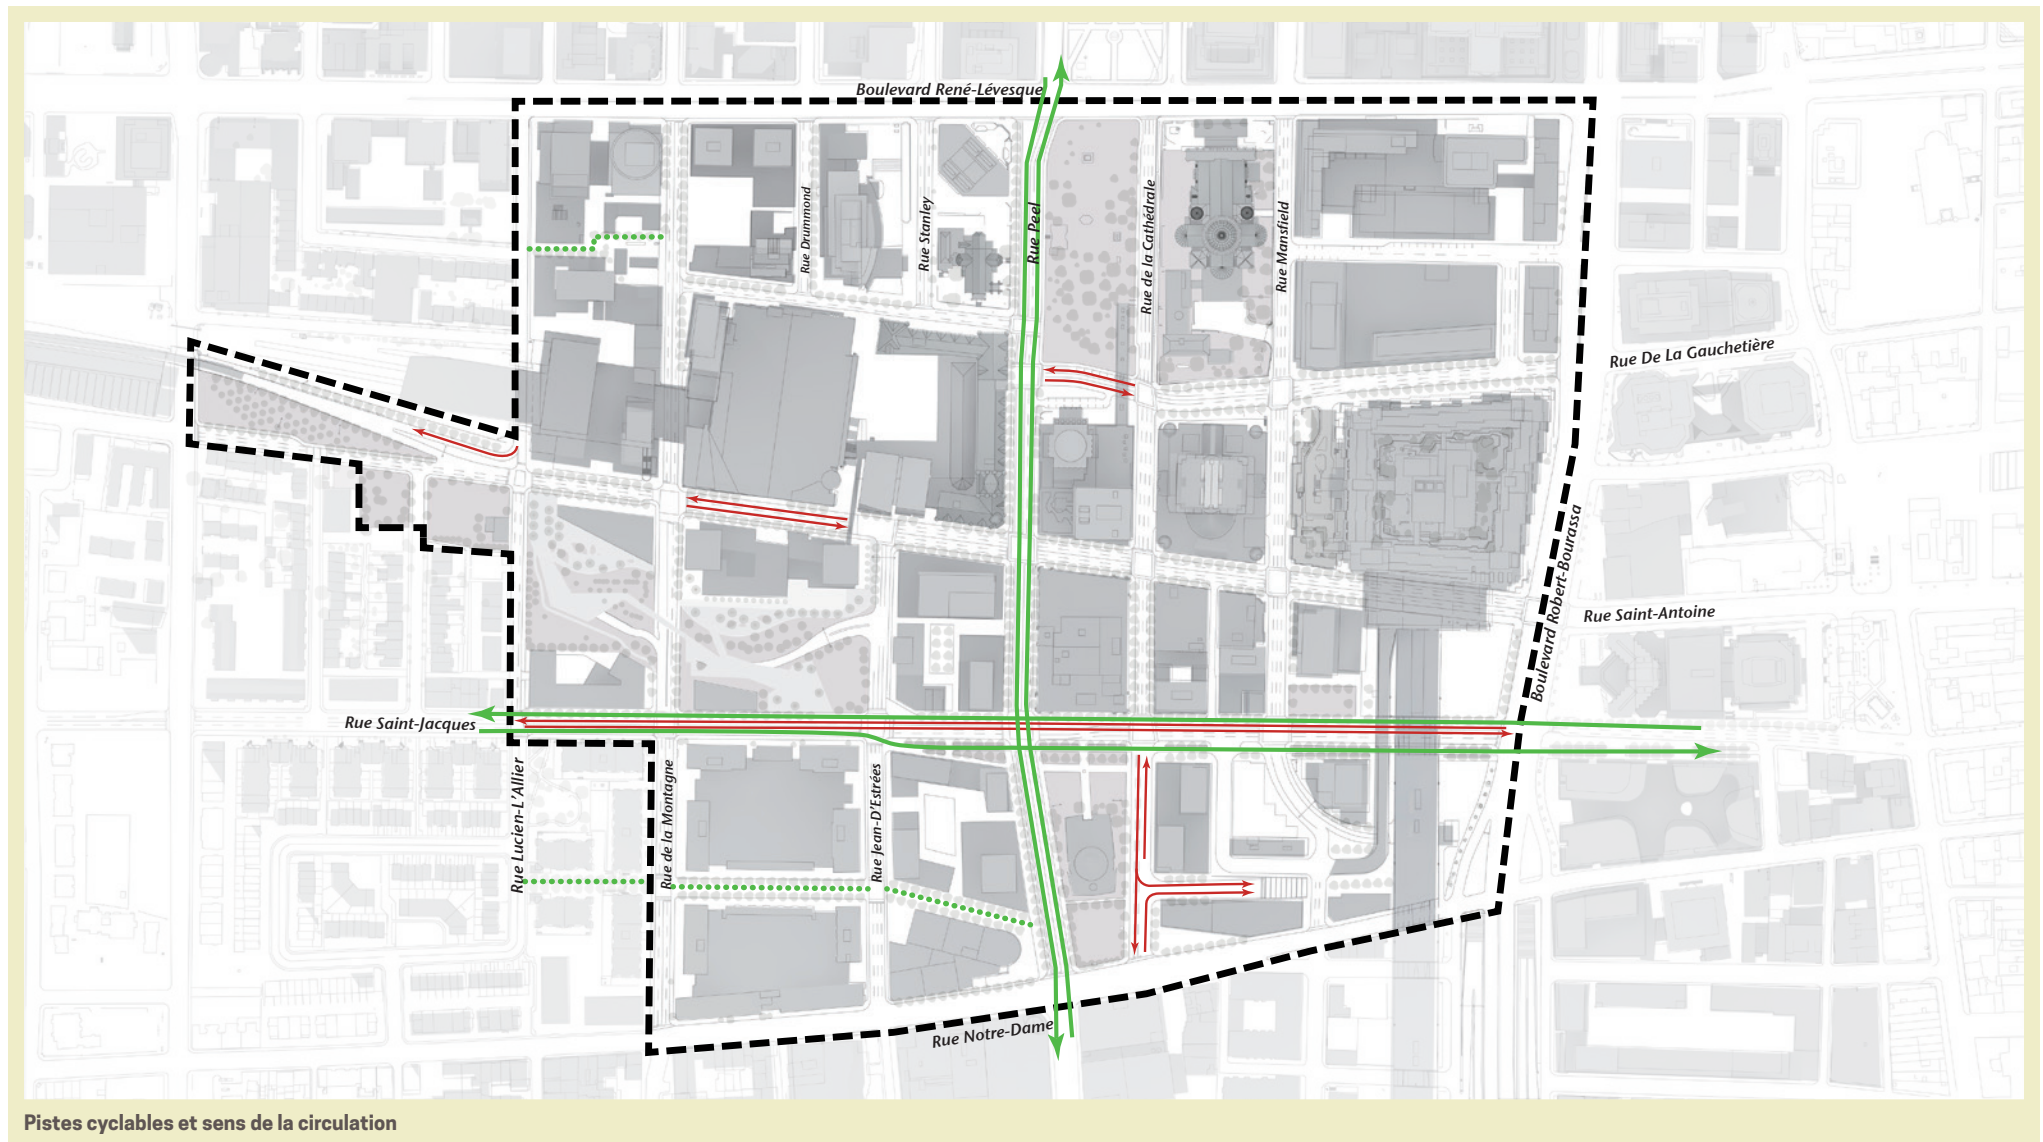 Boulevard René-Lévesque
Rue Drummond
Rue Stanley
Rue Peel
Rue de la Cathédrale
Rue Mansfield
Rue De La Gauchetière
Boulevard Robert-Bourassa
Rue Saint-Antoine
Rue Saint-Jacques
Rue Lucien-L'Allier
Rue de la Montagne
Rue Jean-D'Estrées
Rue Notre-Dame
Pistes cyclables et sens de la circulation